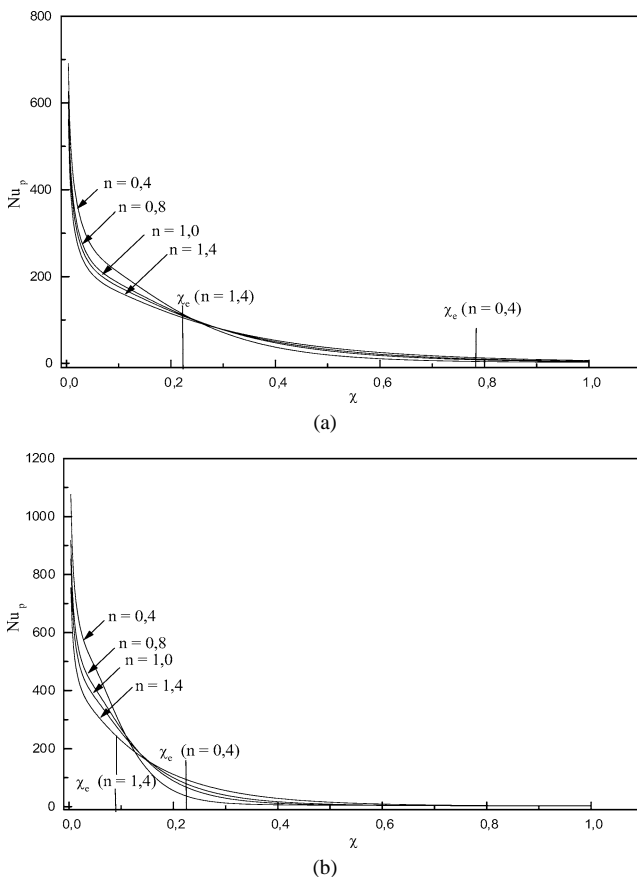 800
600
400
200
0
Nu p
n = 0,4
n = 0,8
n = 1,0
n = 1,4
χe (n = 1,4)
χe (n = 0,4)
0,0 0,2 0,4 0,6 0,8 1,0
χ
(a)
1200
1000
800
600
400
200
0
Nu p
n = 0,4
n = 0,8
n = 1,0
n = 1,4
χe (n = 0,4)
χe (n = 1,4)
0,0 0,2 0,4 0,6 0,8 1,0
χ
(b)